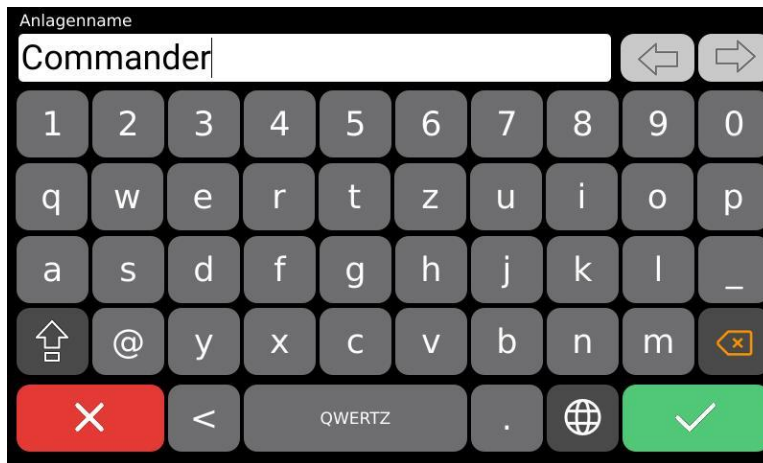 Anlagenname
Commander
1 2 3 4 5 6 7 8 9 0
q w e r t z u i o p
a s d f g h j k l _
@ y x c v b n m
< QWERTZ .